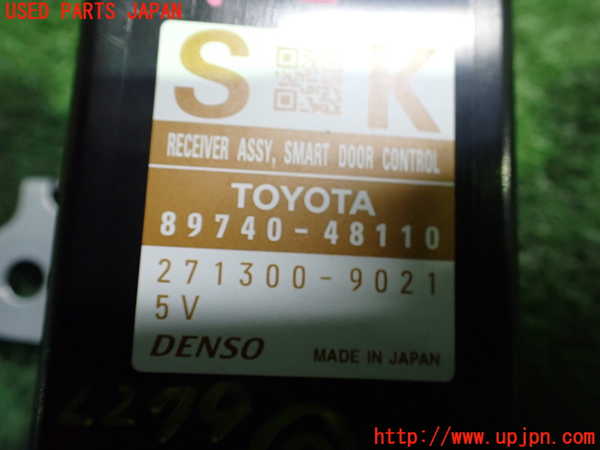 USED PARTS JAPAN
S K
RECEIVER ASSY, SMART DOOR CONTROL
TOYOTA
89740-48110
271300-9021
5V
DENSO MADE IN JAPAN
2299
http://www.upjpn.com